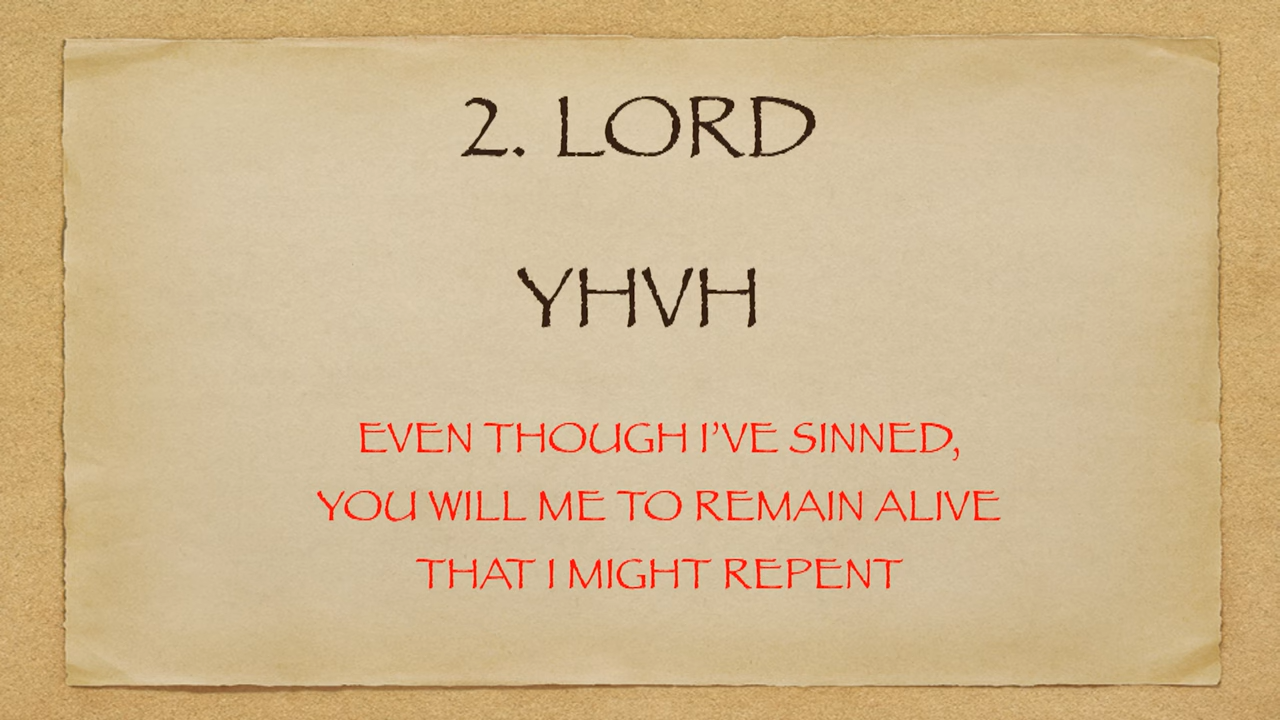 2. LORD
YHVH
EVEN THOUGH I'VE SINNED,
YOU WILL ME TO REMAIN ALIVE
THAT I MIGHT REPENT